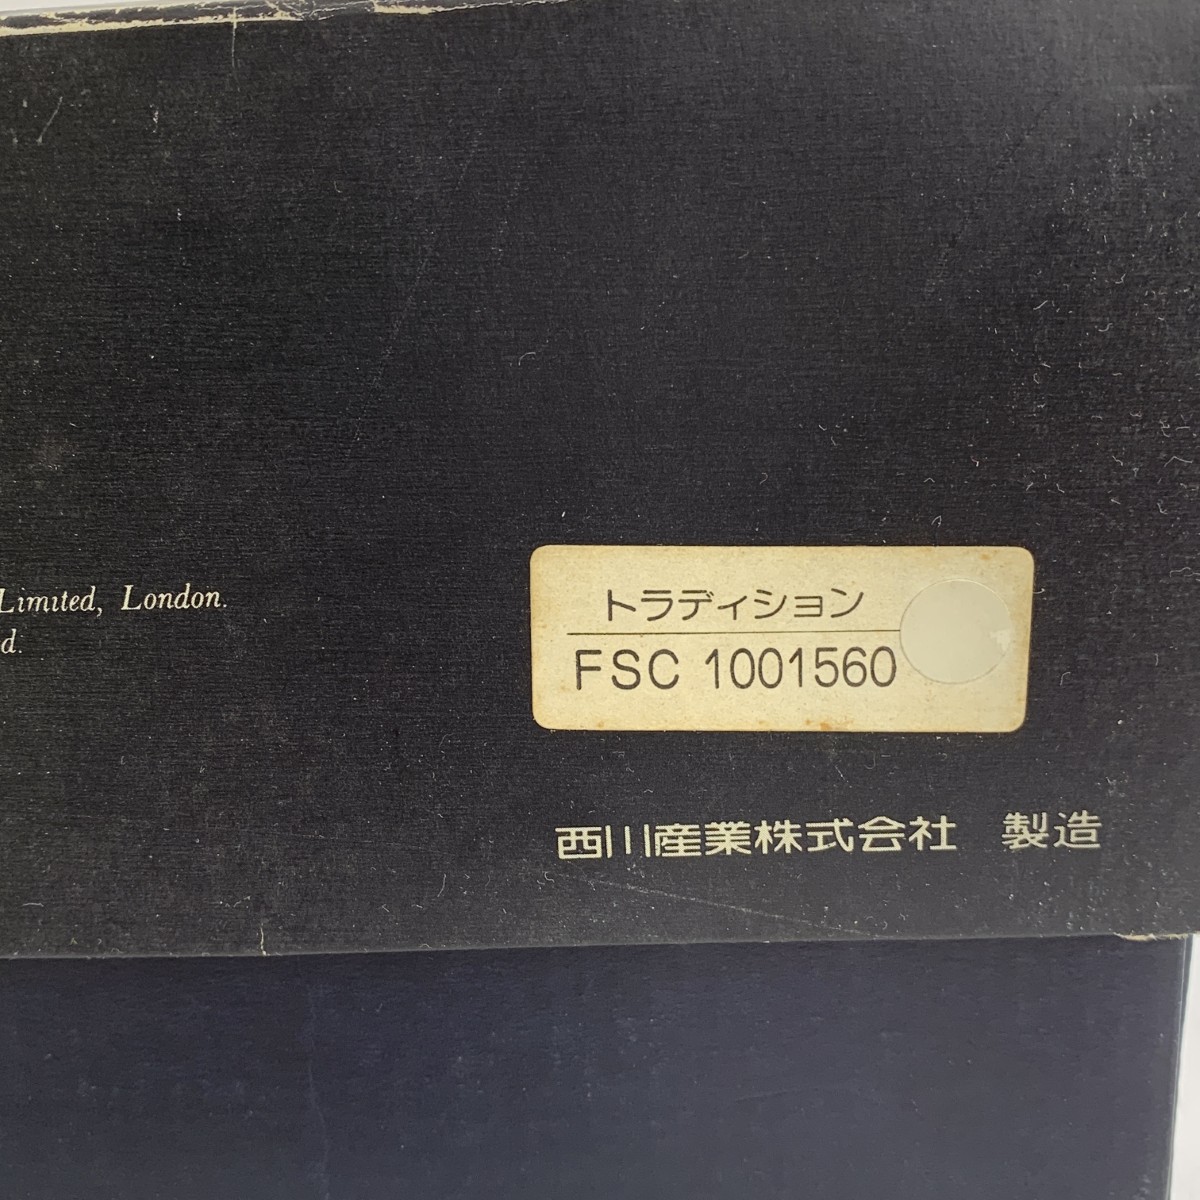 Limited, London.
d.
トラディション
FSC 1001560
西川産業株式会社 製造